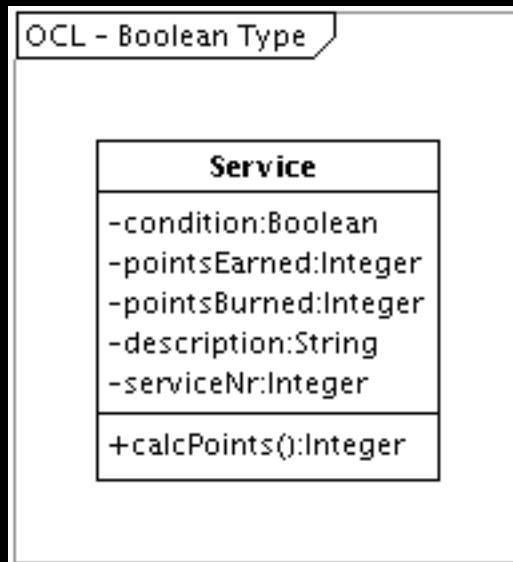 OCL - Boolean Type
Service
-condition:Boolean
-pointsEarned:Integer
-pointsBurned:Integer
-description:String
-serviceNr:Integer
+calcPoints():Integer